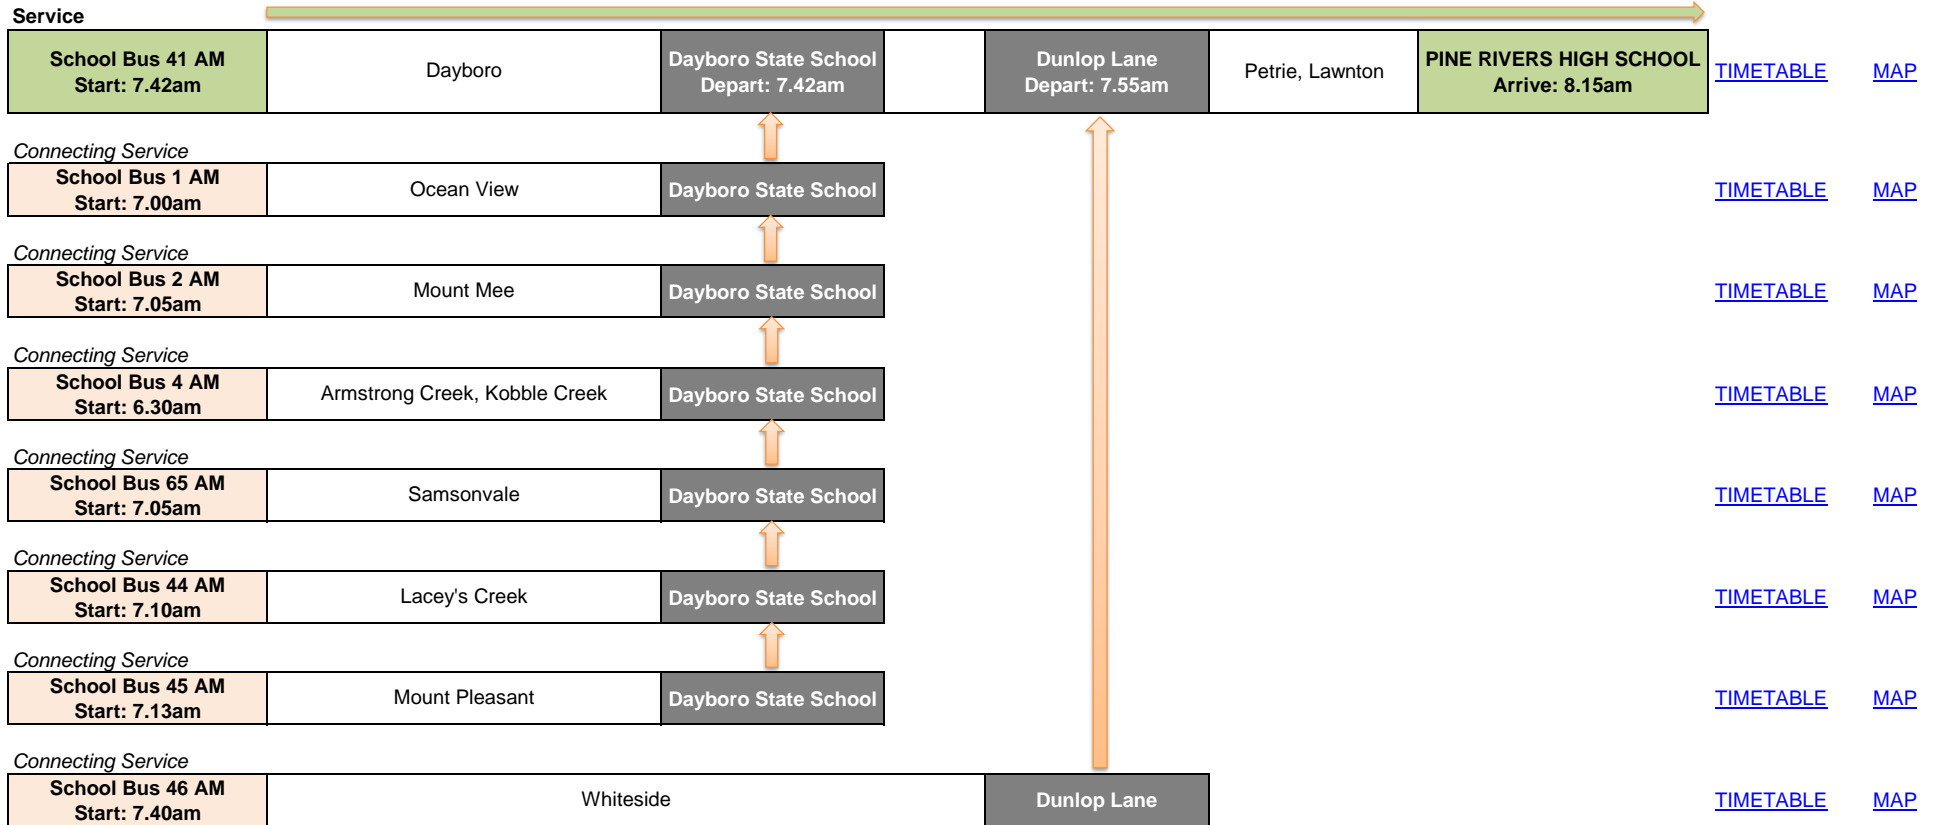 Service
School Bus 41 AM
Start: 7.42am
Dayboro
Dayboro State School
Depart: 7.42am
Dunlop Lane
Depart: 7.55am
Petrie, Lawnton
PINE RIVERS HIGH SCHOOL
Arrive: 8.15am
TIMETABLE
MAP
Connecting Service
School Bus 1 AM
Start: 7.00am
Ocean View
Dayboro State School
TIMETABLE
MAP
Connecting Service
School Bus 2 AM
Start: 7.05am
Mount Mee
Dayboro State School
TIMETABLE
MAP
Connecting Service
School Bus 4 AM
Start: 6.30am
Armstrong Creek, Kobble Creek
Dayboro State School
TIMETABLE
MAP
Connecting Service
School Bus 65 AM
Start: 7.05am
Samsonvale
Dayboro State School
TIMETABLE
MAP
Connecting Service
School Bus 44 AM
Start: 7.10am
Lacey's Creek
Dayboro State School
TIMETABLE
MAP
Connecting Service
School Bus 45 AM
Start: 7.13am
Mount Pleasant
Dayboro State School
TIMETABLE
MAP
Connecting Service
School Bus 46 AM
Start: 7.40am
Whiteside
Dunlop Lane
TIMETABLE
MAP